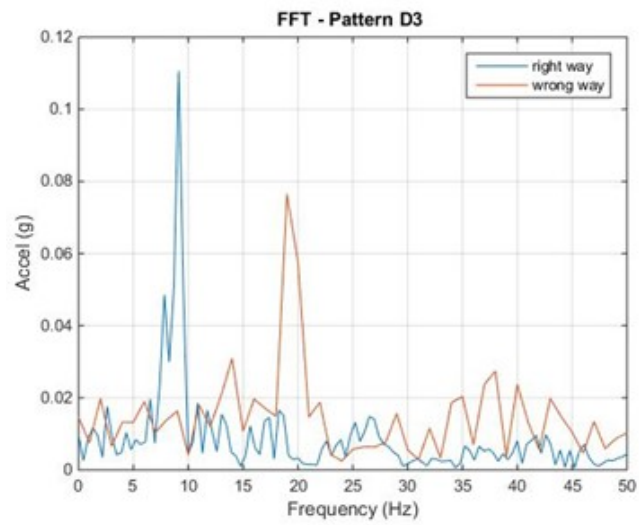 FFT - Pattern D3
right way
wrong way
0.12
0.1
0.08
0.06
0.04
0.02
0
Accel (g)
0 5 10 15 20 25 30 35 40 45 50
Frequency (Hz)